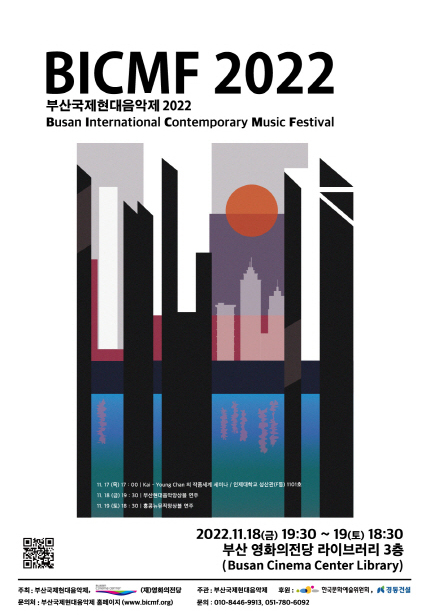 BICMF 2022
부산국제현대음악제 2022
Busan International Contemporary Music Festival
11. 17 (목) 17 : 00 | Kai - Young Chan 의 작품세계 세미나 / 인제대학교 삼신관(F동) 1101호
11. 18 (금) 19 : 30 | 부산현대음악앙상블 연주
11. 19 (토) 18 : 30 | 홍콩뉴뮤직앙상블 연주
2022.11.18(금) 19:30 ~ 19(토) 18:30
부산 영화의전당 라이브러리 3층
(Busan Cinema Center Library)
주최 : 부산국제현대음악제, (재)영화의전당 주관 : 부산국제현대음악제 후원 : 한국문화예술위원회, 경동건설
문의처 : 부산국제현대음악제 홈페이지 (www.bicmf.org) 문의 : 010-8446-9913, 051-780-6092